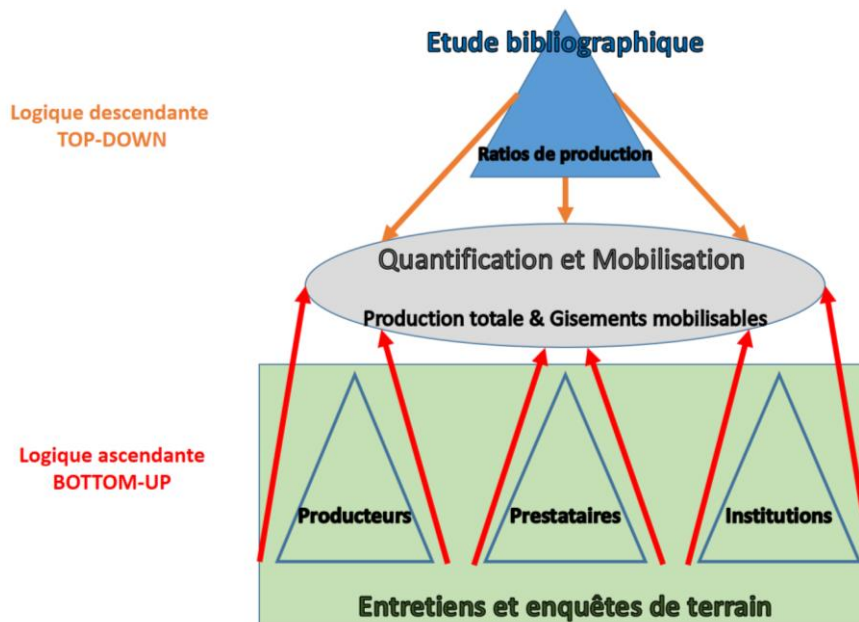 Etude bibliographique
Logique descendante
TOP-DOWN
Ratios de production
Quantification et Mobilisation
Production totale & Gisements mobilisables
Logique ascendante
BOTTOM-UP
Producteurs
Prestataires
Institutions
Entretiens et enquêtes de terrain